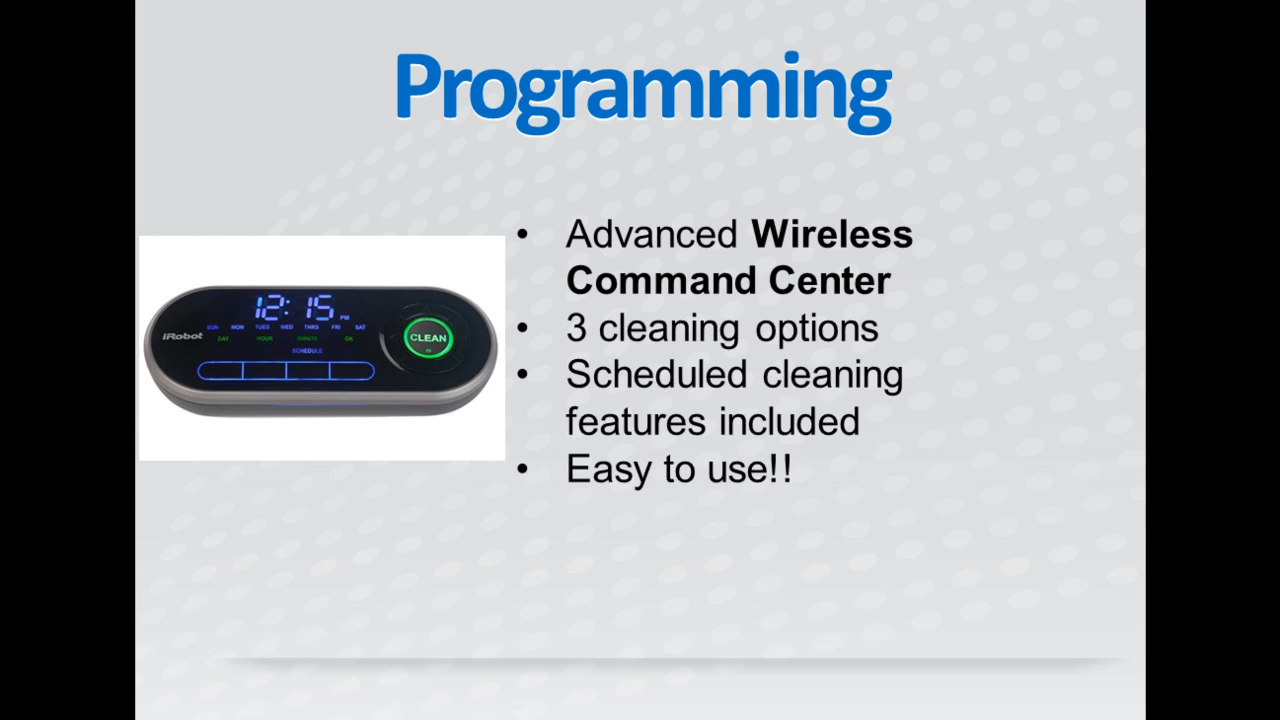 Programming
• Advanced Wireless
Command Center
• 3 cleaning options
• Scheduled cleaning
features included
• Easy to use!!
12:15 PM
SUN MON TUES WED THRS FRI SAT
iRobot
DAY HOUR MINUTE OK
SCHEDULE
CLEAN